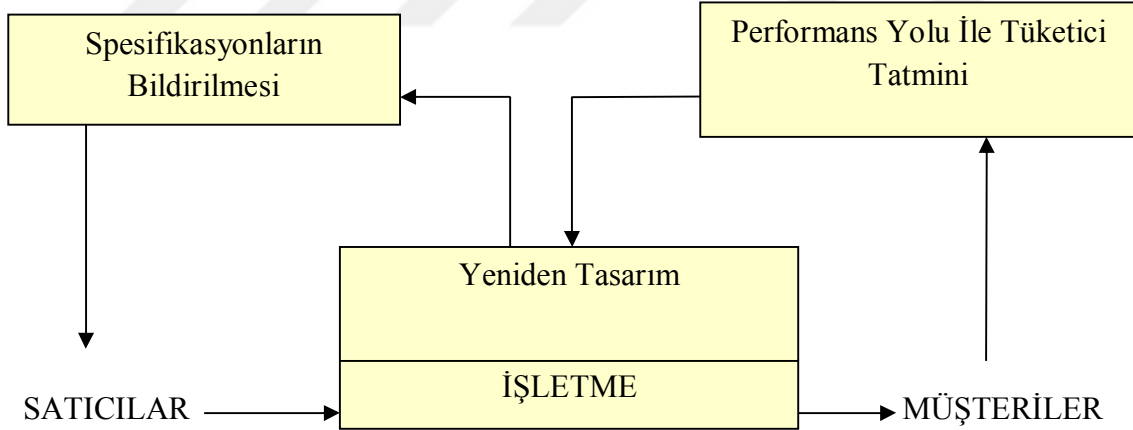 Spesifikasyonların
Bildirilmesi
Performans Yolu İle Tüketici
Tatmini
Yeniden Tasarım
İŞLETME
SATICILAR
MÜŞTERİLER